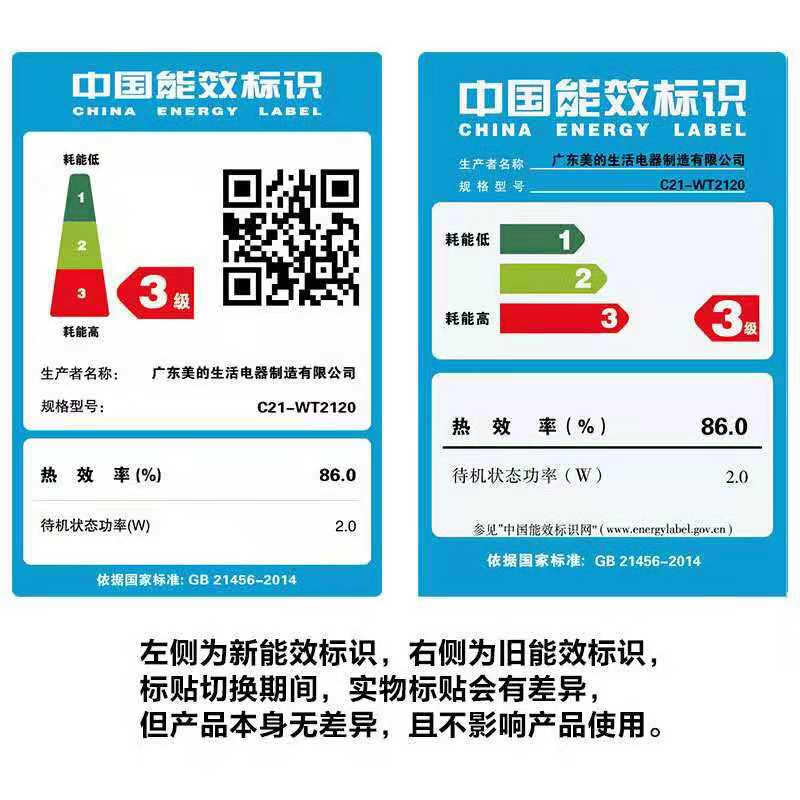 中国能效标识
CHINA ENERGY LABEL
耗能低
1
2
3
耗能高
3级
生产者名称：
广东美的生活电器制造有限公司
规格型号：
C21-WT2120
热 效 率(%)
86.0
待机状态功率(W)
2.0
依据国家标准: GB 21456-2014
中国能效标识
CHINA ENERGY LABEL
生产者名称 广东美的生活电器制造有限公司
规格型号 C21-WT2120
耗能低
1
2
耗能高
3
3级
热 效 率(%)
86.0
待机状态功率（W）
2.0
参见"中国能效标识网"（www.energylabel.gov.cn）
依据国家标准: GB 21456-2014
左侧为新能效标识，右侧为旧能效标识，
标贴切换期间，实物标贴会有差异，
但产品本身无差异，且不影响产品使用。